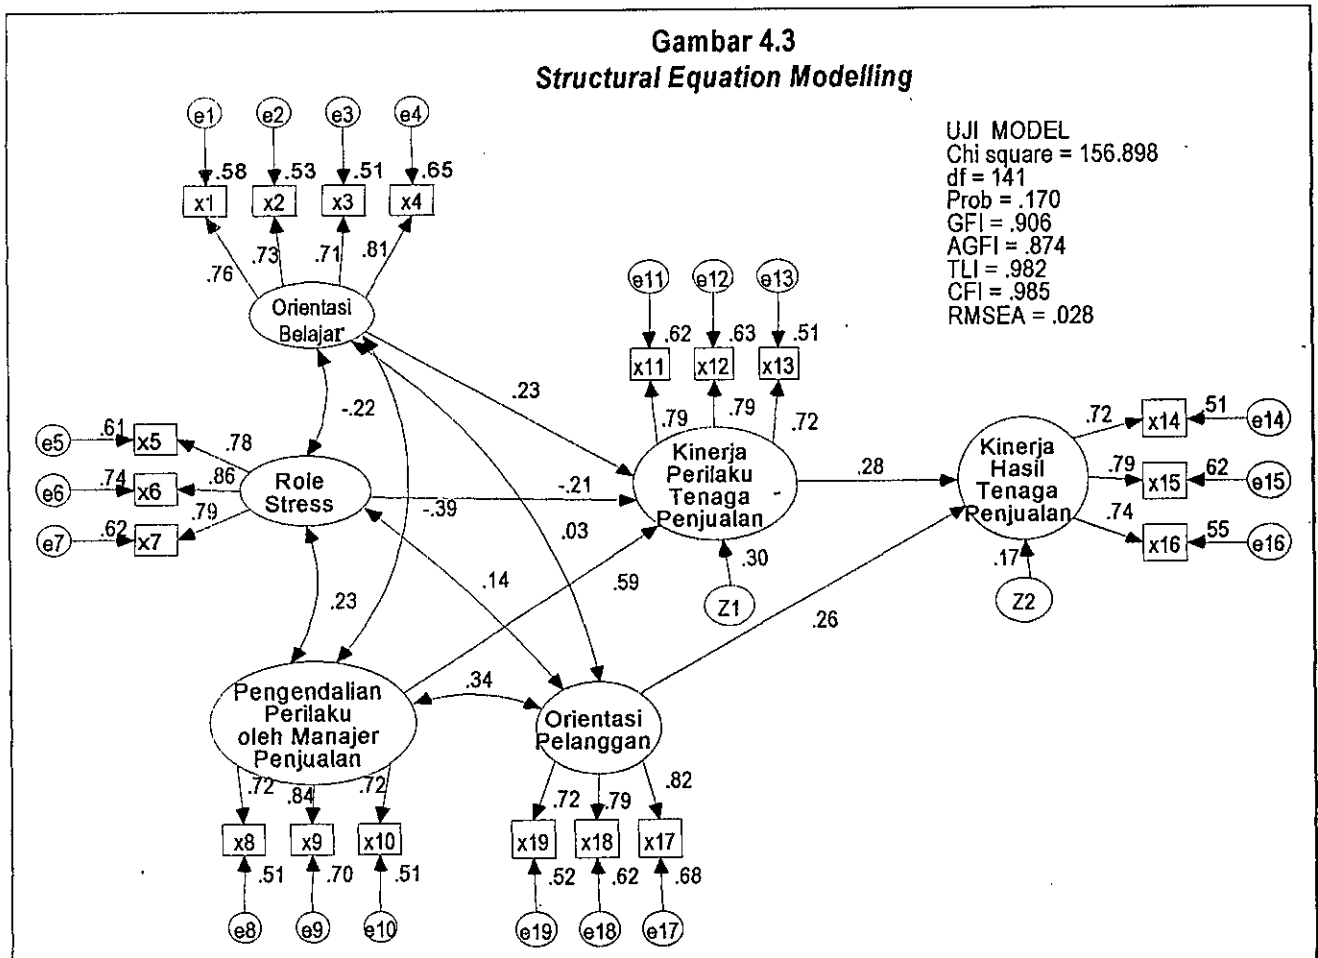 Gambar 4.3
Structural Equation Modelling
UJI MODEL
Chi square = 156.898
df = 141
Prob = .170
GFI = .906
AGFI = .874
TLI = .982
CFI = .985
RMSEA = .028
e1 e2 e3 e4
.58 .53 .51 .65
x1 x2 x3 x4
.76 .73 .71 .81
Orientasi
Belajar
e11 e12 e13
.62 .63 .51
x11 x12 x13
.79 .79 .72
.23
-.22
e5 .61 x5 .78
e6 .74 x6 .86
e7 .62 x7 .79
Role
Stress
-.21
-.39
.03
.14
.59
.23
.34
Kinerja
Perilaku
Tenaga
Penjualan
.30
Z1
.28
.26
Kinerja
Hasil
Tenaga
Penjualan
.17
Z2
.72 x14 .51 e14
.79 x15 .62 e15
.74 x16 .55 e16
Pengendalian
Perilaku
oleh Manajer
Penjualan
.72 .84 .72
x8 x9 x10
.51 .70 .51
e8 e9 e10
Orientasi
Pelanggan
.72 .79 .82
x19 x18 x17
.52 .62 .68
e19 e18 e17